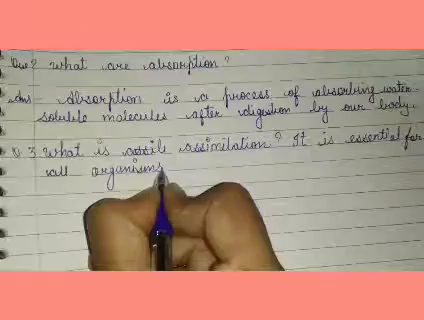 Que? What are absorption?
Ans- Absorption is a process of absorbing water-
soluble molecules after digestion by our body.
Q 3 What is assimilation? It is essential for
all organisms